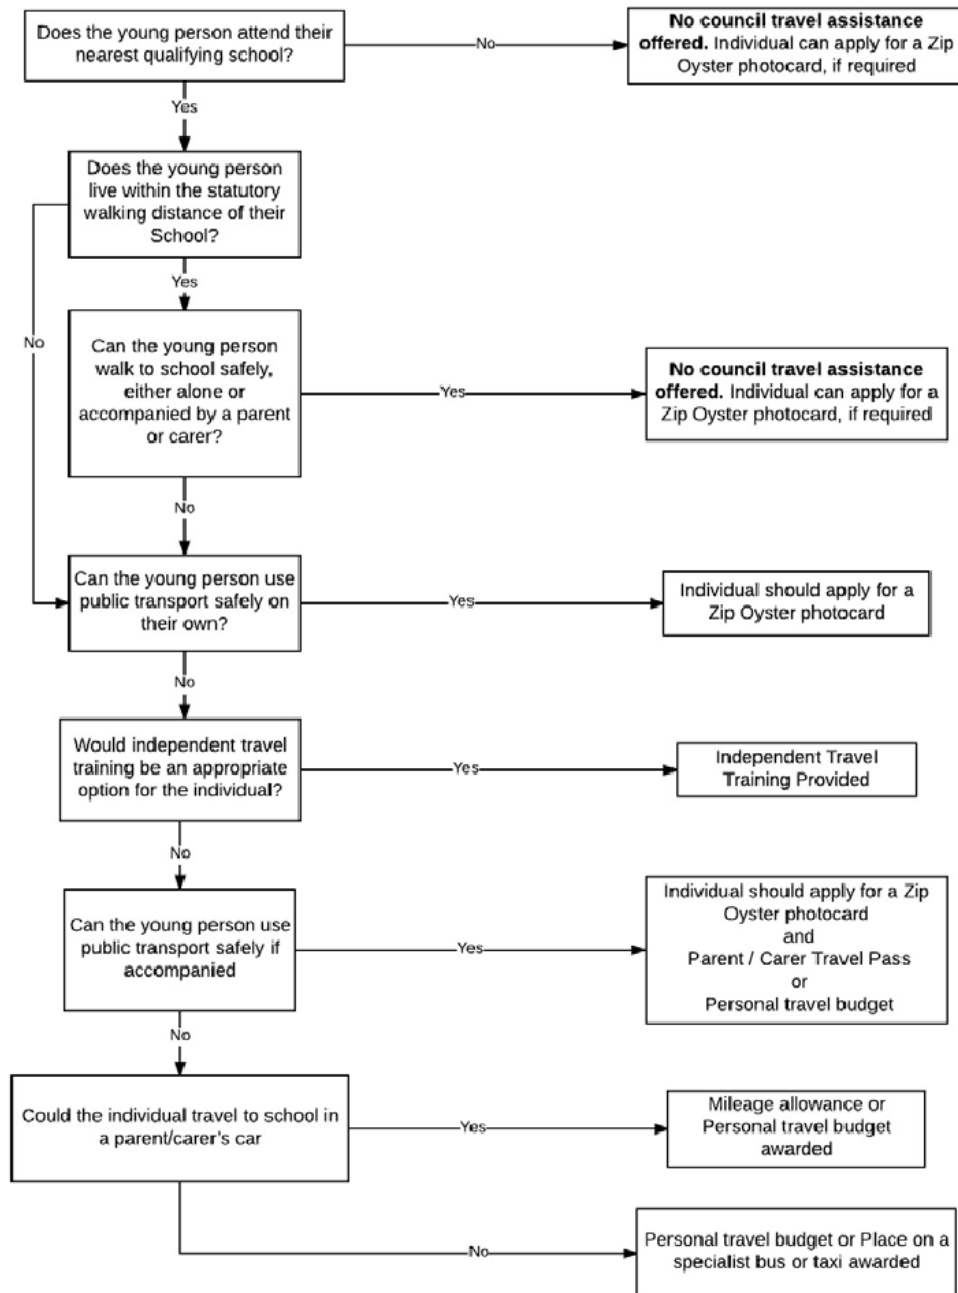 Does the young person attend their
nearest qualifying school?
No
No council travel assistance
offered. Individual can apply for a Zip
Oyster photocard, if required
Yes
Does the young person
live within the statutory
walking distance of their
School?
Yes
No
Can the young person
walk to school safely,
either alone or
accompanied by a parent
or carer?
Yes
No council travel assistance
offered. Individual can apply for a
Zip Oyster photocard, if required
No
Can the young person use
public transport safely on
their own?
Yes
Individual should apply for a
Zip Oyster photocard
No
Would independent travel
training be an appropriate
option for the individual?
Yes
Independent Travel
Training Provided
No
Can the young person use
public transport safely if
accompanied
Yes
Individual should apply for a Zip
Oyster photocard
and
Parent / Carer Travel Pass
or
Personal travel budget
No
Could the individual travel to school in
a parent/carer's car
Yes
Mileage allowance or
Personal travel budget
awarded
No
Personal travel budget or Place on a
specialist bus or taxi awarded